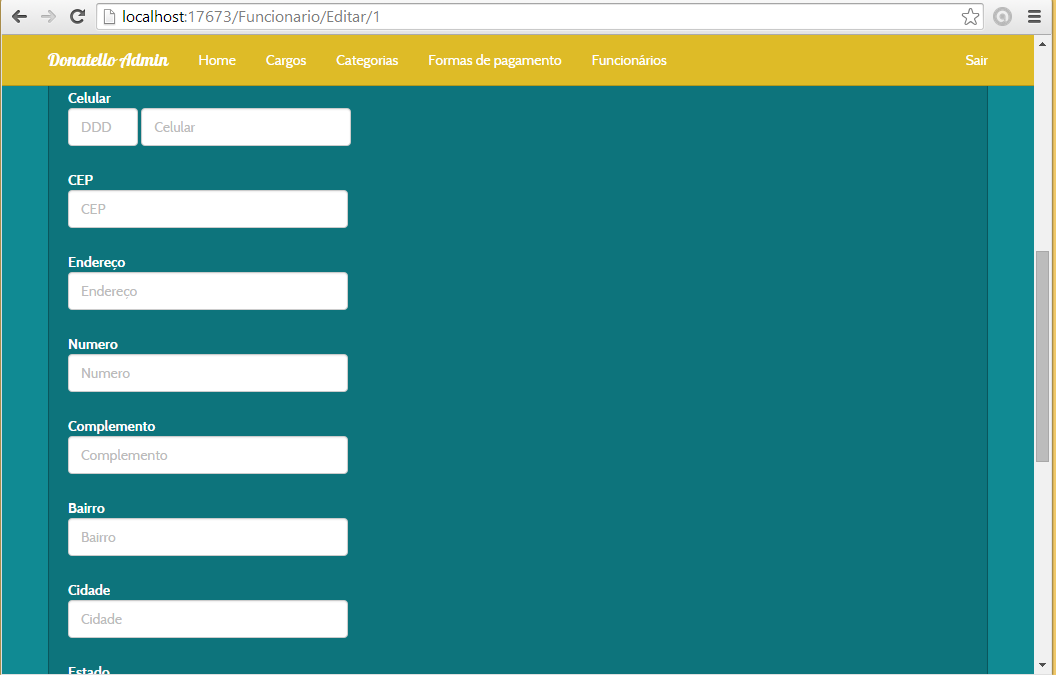 localhost:17673/Funcionario/Editar/1
Donatello Admin Home Cargos Categorias Formas de pagamento Funcionários Sair
Celular
DDD Celular
CEP
CEP
Endereço
Endereço
Numero
Numero
Complemento
Complemento
Bairro
Bairro
Cidade
Cidade
Estado